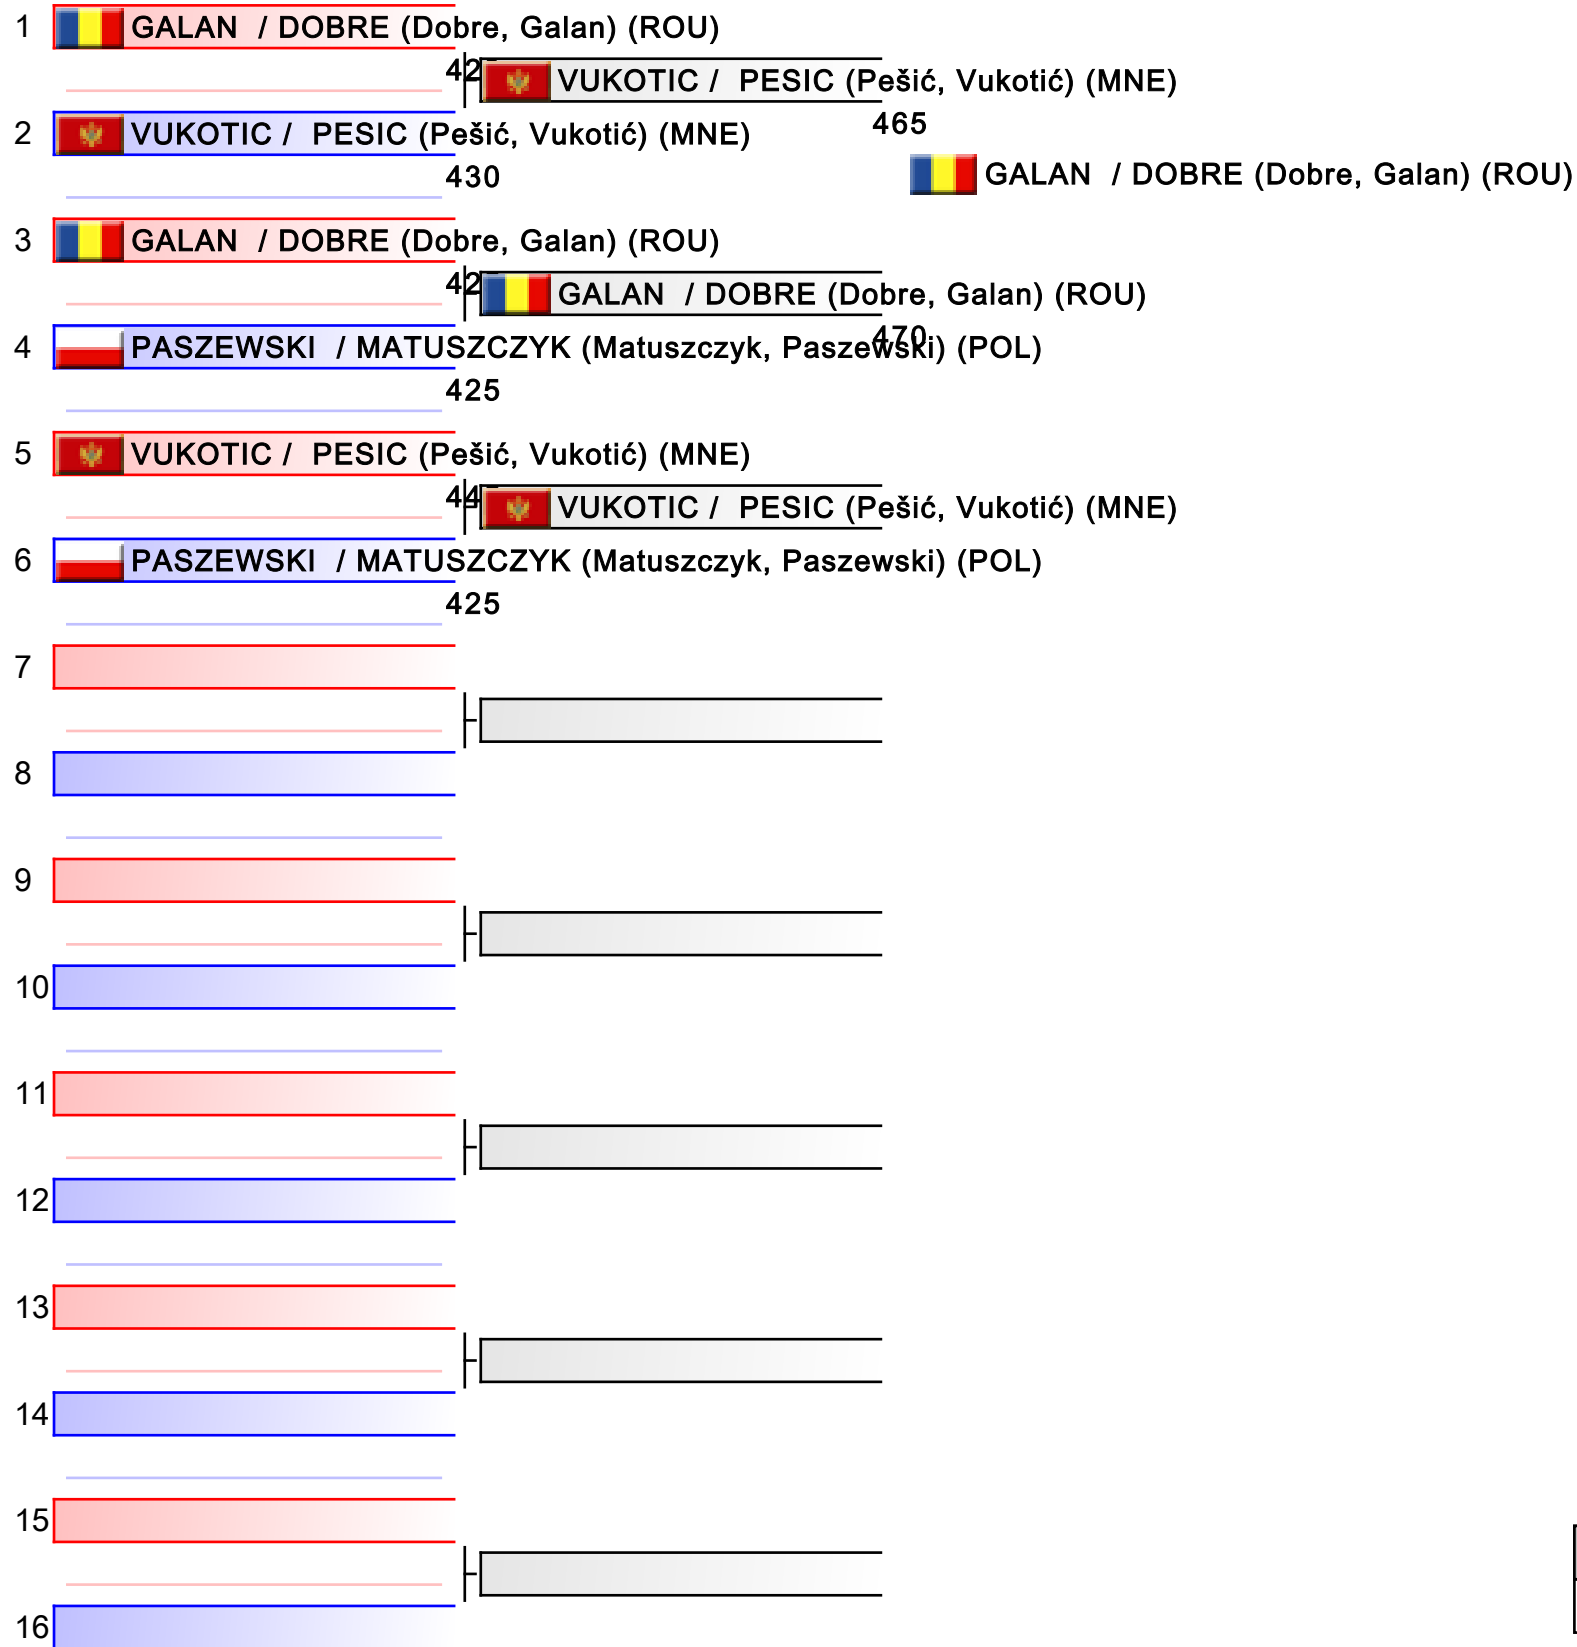 1 GALAN / DOBRE (Dobre, Galan) (ROU)
VUKOTIC / PESIC (Pešić, Vukotić) (MNE)
465
2 VUKOTIC / PESIC (Pešić, Vukotić) (MNE)
430
GALAN / DOBRE (Dobre, Galan) (ROU)
3 GALAN / DOBRE (Dobre, Galan) (ROU)
GALAN / DOBRE (Dobre, Galan) (ROU)
470
4 PASZEWSKI / MATUSZCZYK (Matuszczyk, Paszewski) (POL)
425
5 VUKOTIC / PESIC (Pešić, Vukotić) (MNE)
VUKOTIC / PESIC (Pešić, Vukotić) (MNE)
6 PASZEWSKI / MATUSZCZYK (Matuszczyk, Paszewski) (POL)
425
7
8
9
10
11
12
13
14
15
16